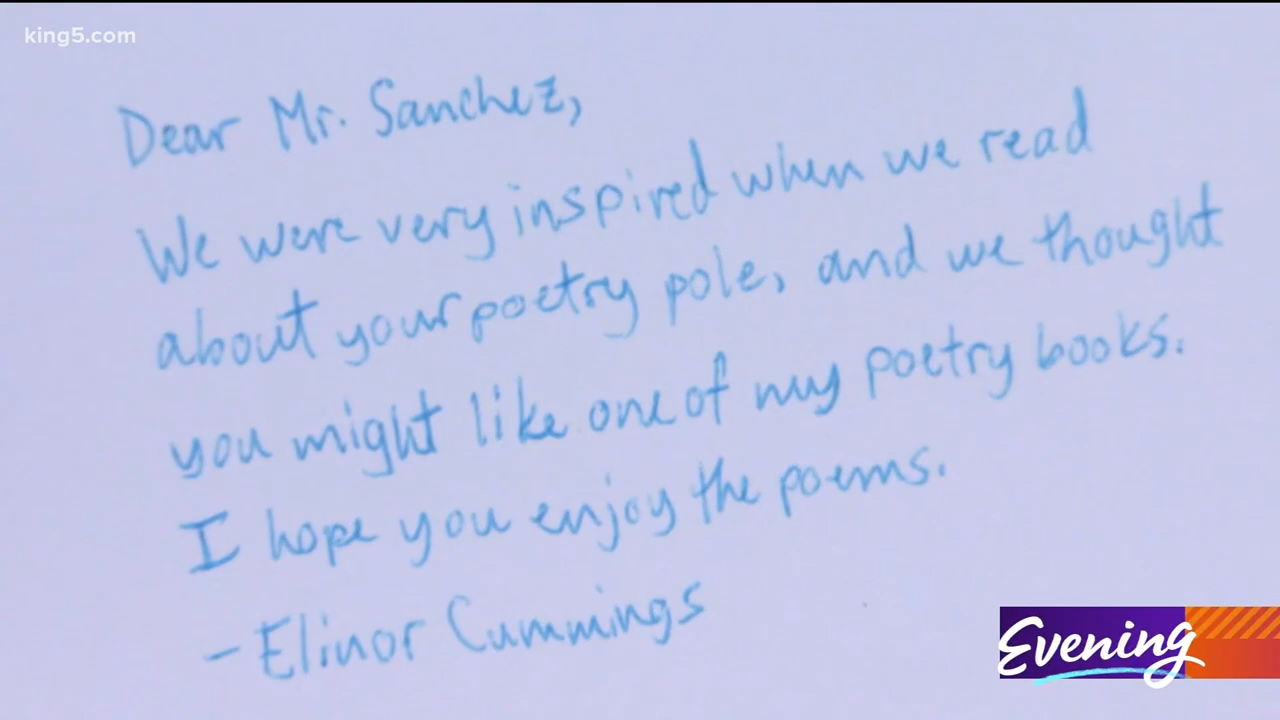 king5.com
Dear Mr. Sanchez,
We were very inspired when we read
about your poetry pole, and we thought
you might like one of my poetry books.
I hope you enjoy the poems.
- Elinor Cummings
Evening